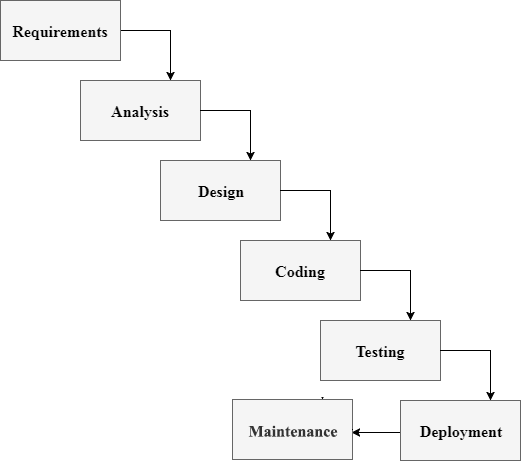 Requirements
Analysis
Design
Coding
Testing
Deployment
Maintenance